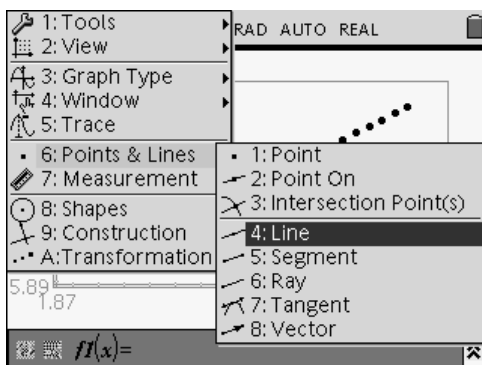 1: Tools
2: View
3: Graph Type
4: Window
5: Trace
6: Points & Lines
7: Measurement
8: Shapes
9: Construction
A: Transformation
RAD AUTO REAL
1: Point
2: Point On
3: Intersection Point(s)
4: Line
5: Segment
6: Ray
7: Tangent
8: Vector
5.89
1.87
f1(x)=